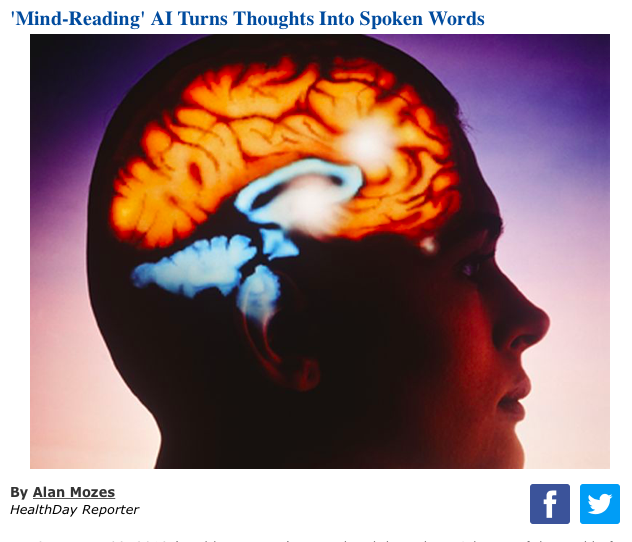 'Mind-Reading' AI Turns Thoughts Into Spoken Words
By Alan Mozes
HealthDay Reporter